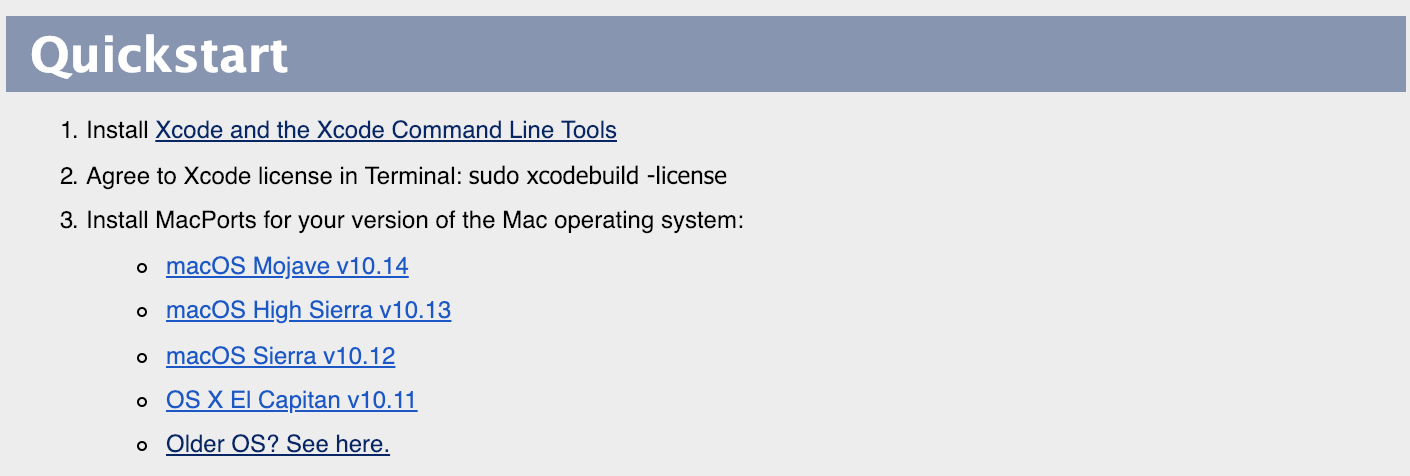 Quickstart
1. Install Xcode and the Xcode Command Line Tools
2. Agree to Xcode license in Terminal: sudo xcodebuild -license
3. Install MacPorts for your version of the Mac operating system:
macOS Mojave v10.14
macOS High Sierra v10.13
macOS Sierra v10.12
OS X El Capitan v10.11
Older OS? See here.